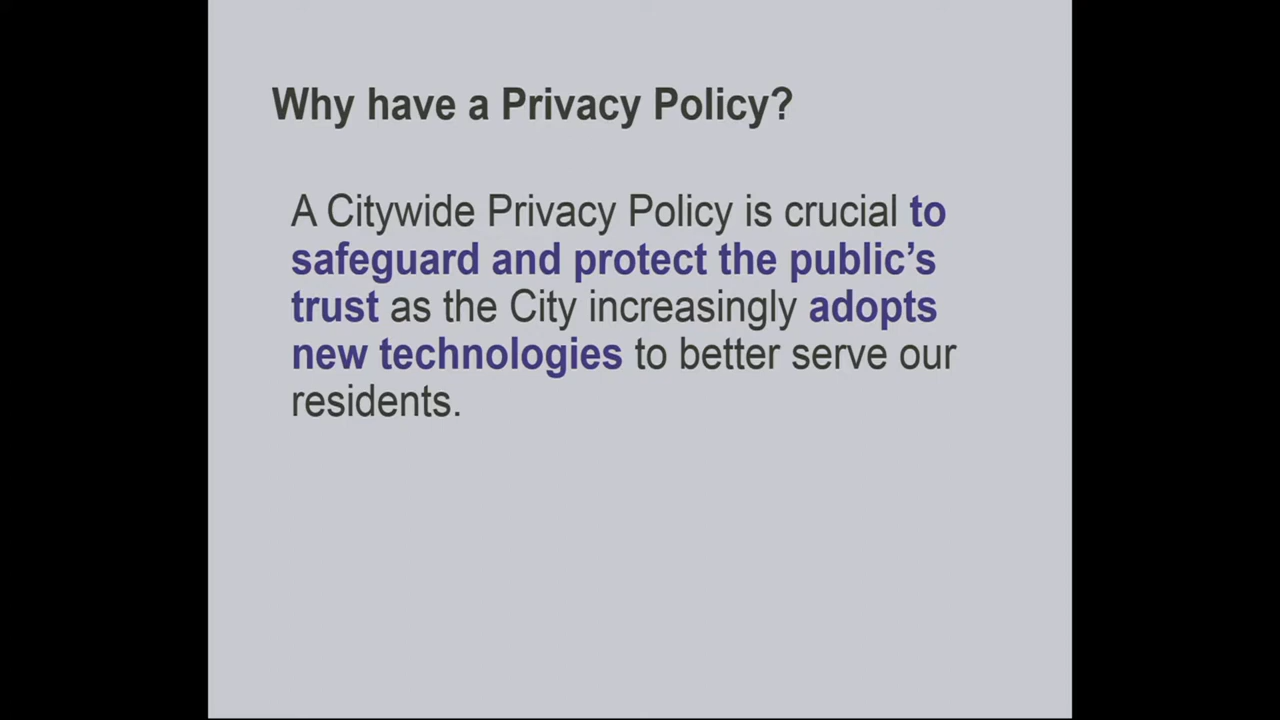 Why have a Privacy Policy?
A Citywide Privacy Policy is crucial to
safeguard and protect the public’s
trust as the City increasingly adopts
new technologies to better serve our
residents.